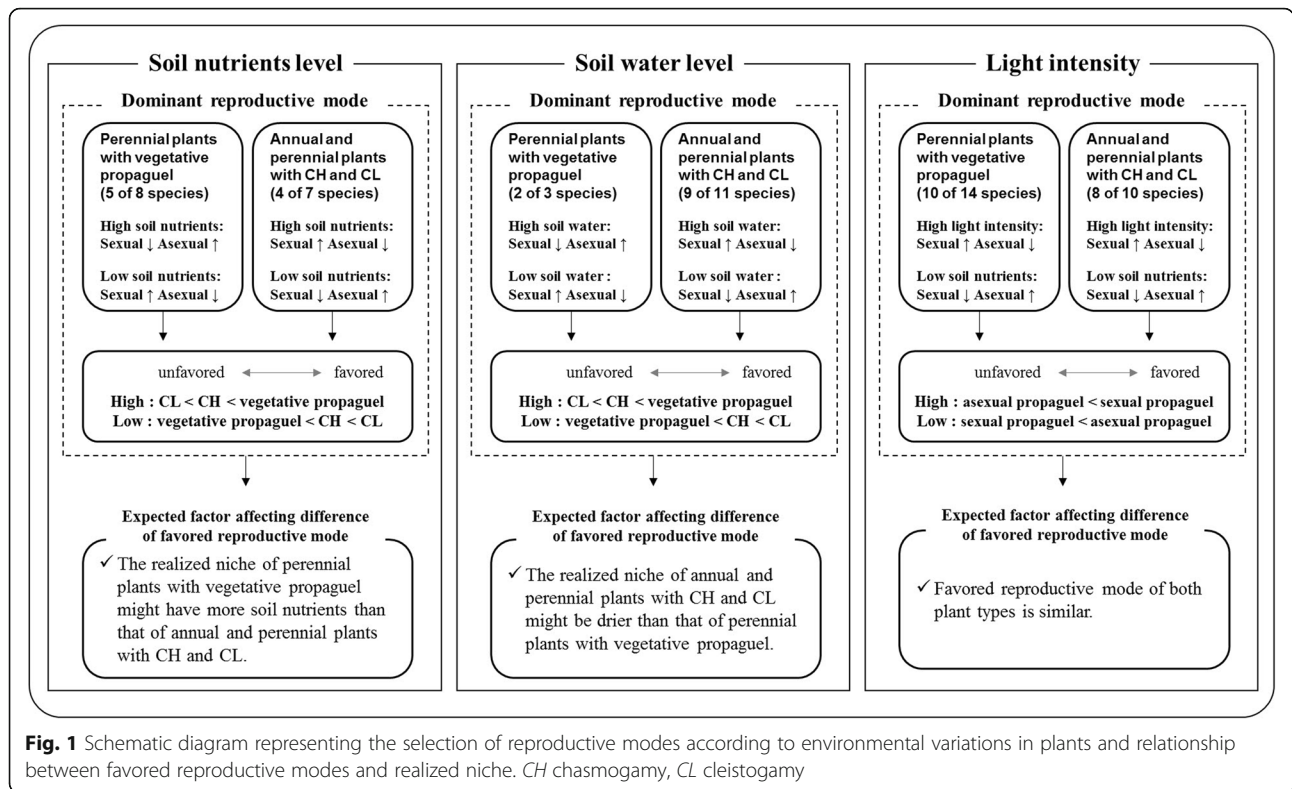 Soil nutrients level
Dominant reproductive mode
Perennial plants
with vegetative
propaguel
(5 of 8 species)
High soil nutrients:
Sexual ↓ Asexual ↑
Low soil nutrients:
Sexual ↑ Asexual ↓
Annual and
perennial plants
with CH and CL
(4 of 7 species)
High soil nutrients:
Sexual ↑ Asexual ↓
Low soil nutrients:
Sexual ↓ Asexual ↑
unfavored favored
High : CL < CH < vegetative propaguel
Low : vegetative propaguel < CH < CL
Expected factor affecting difference
of favored reproductive mode
✓ The realized niche of perennial
plants with vegetative propaguel
might have more soil nutrients than
that of annual and perennial plants
with CH and CL.
Soil water level
Dominant reproductive mode
Perennial plants
with vegetative
propaguel
(2 of 3 species)
High soil water:
Sexual ↓ Asexual ↑
Low soil water :
Sexual ↑ Asexual ↓
Annual and
perennial plants
with CH and CL
(9 of 11 species)
High soil water:
Sexual ↑ Asexual ↓
Low soil water :
Sexual ↓ Asexual ↑
unfavored favored
High : CL < CH < vegetative propaguel
Low : vegetative propaguel < CH < CL
Expected factor affecting difference
of favored reproductive mode
✓ The realized niche of annual and
perennial plants with CH and CL
might be drier than that of perennial
plants with vegetative propaguel.
Light intensity
Dominant reproductive mode
Perennial plants
with vegetative
propaguel
(10 of 14 species)
High light intensity:
Sexual ↑ Asexual ↓
Low soil nutrients:
Sexual ↓ Asexual ↑
Annual and
perennial plants
with CH and CL
(8 of 10 species)
High light intensity:
Sexual ↑ Asexual ↓
Low soil nutrients:
Sexual ↓ Asexual ↑
unfavored favored
High : asexual propaguel < sexual propaguel
Low : sexual propaguel < asexual propaguel
Expected factor affecting difference
of favored reproductive mode
✓ Favored reproductive mode of both
plant types is similar.
Fig. 1 Schematic diagram representing the selection of reproductive modes according to environmental variations in plants and relationship
between favored reproductive modes and realized niche. CH chasmogamy, CL cleistogamy